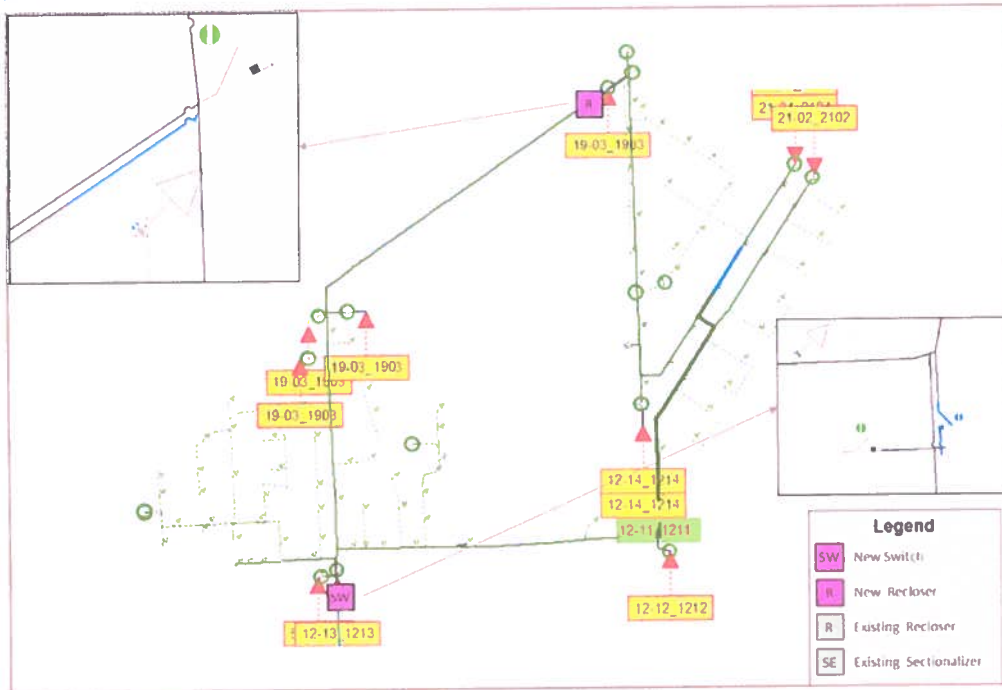 R
21-02_2102
19-03_1903
19-03_1903
19-03_1903
12-14_1214
12-14_1214
12-11_1211
SW
12-13_1213
12-12_1212
Legend
SW New Switch
R New Recloser
R Existing Recloser
SE Existing Sectionalizer